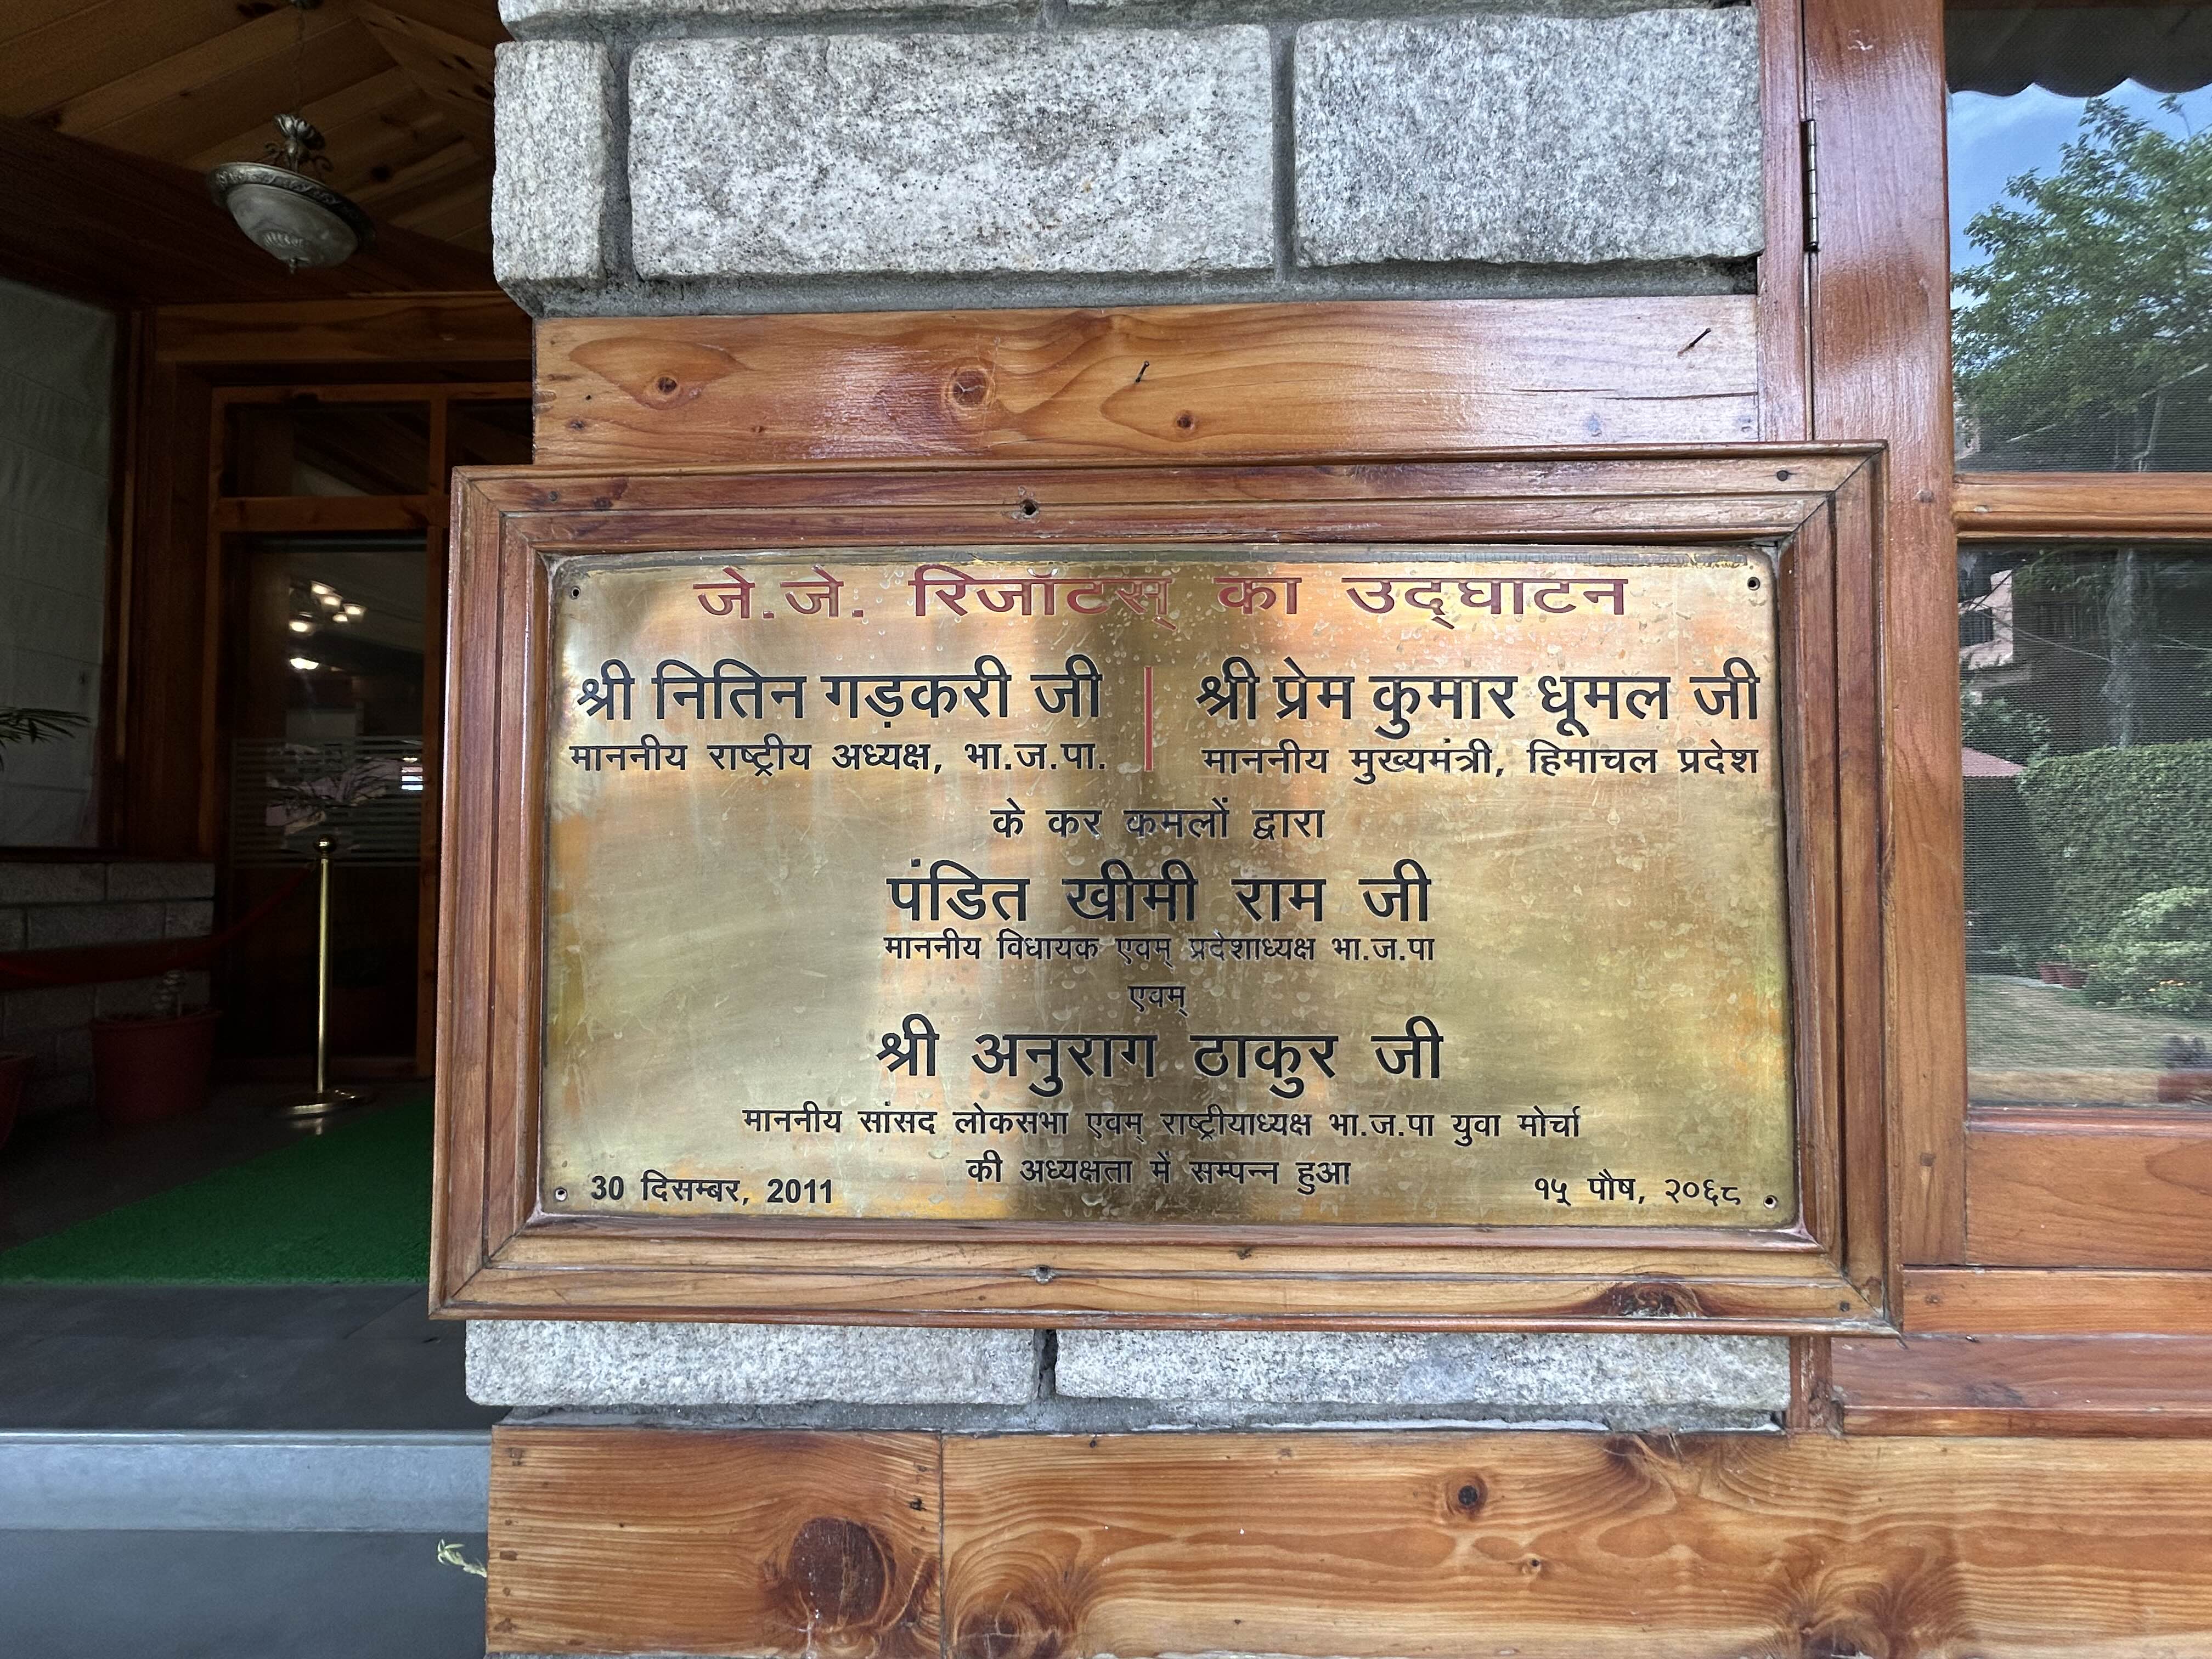 जे.जे. रिजॉटस् का उद्घाटन
श्री नितिन गड़करी जी | श्री प्रेम कुमार धूमल जी
माननीय राष्ट्रीय अध्यक्ष, भा.ज.पा. | माननीय मुख्यमंत्री, हिमाचल प्रदेश
के कर कमलों द्वारा
पंडित खीमी राम जी
माननीय विधायक एवम् प्रदेशाध्यक्ष भा.ज.पा
एवम्
श्री अनुराग ठाकुर जी
माननीय सांसद लोकसभा एवम् राष्ट्रीयाध्यक्ष भा.ज.पा युवा मोर्चा
की अध्यक्षता में सम्पन्न हुआ
30 दिसम्बर, 2011 १५ पौष, २०६८